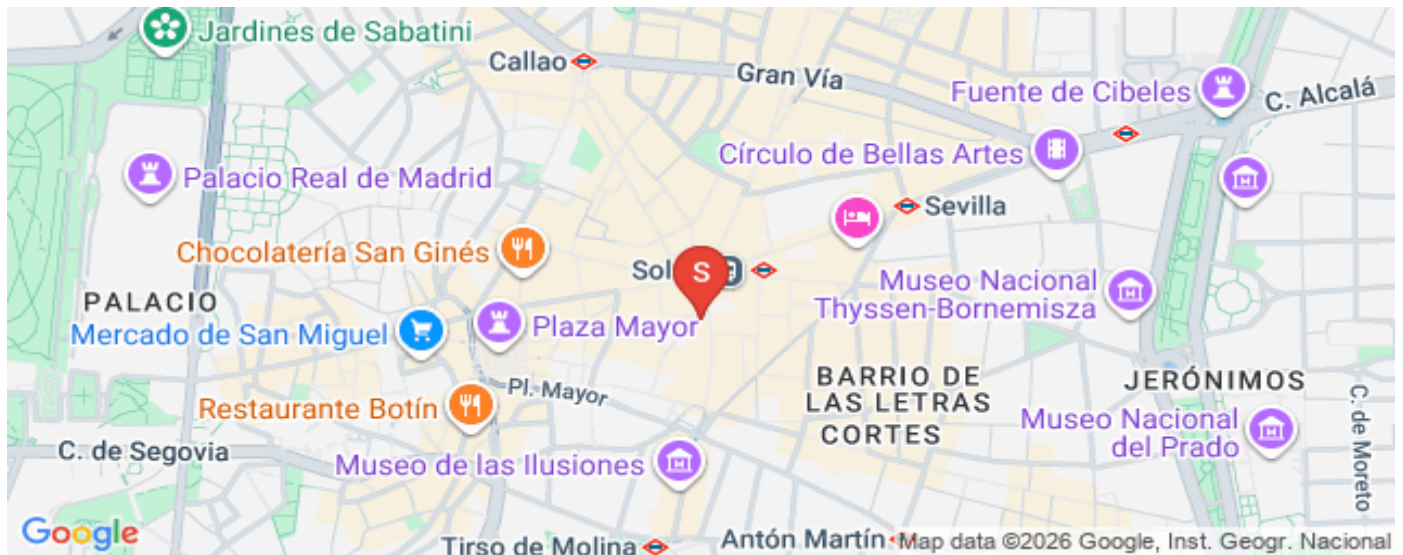 Jardines de Sabatini
Callao
Gran Vía
Fuente de Cibeles
C. Alcalá
Círculo de Bellas Artes
Palacio Real de Madrid
Sevilla
Chocolatería San Ginés
Sol
S
Museo Nacional
Thyssen-Bornemisza
PALACIO
Mercado de San Miguel
Plaza Mayor
BARRIO DE
LAS LETRAS
CORTES
JERÓNIMOS
Pl. Mayor
Restaurante Botín
C. de Moreto
Museo Nacional
del Prado
C. de Segovia
Museo de las Ilusiones
Google
Tirso de Molina
Antón Martín
Map data ©2026 Google, Inst. Geogr. Nacional